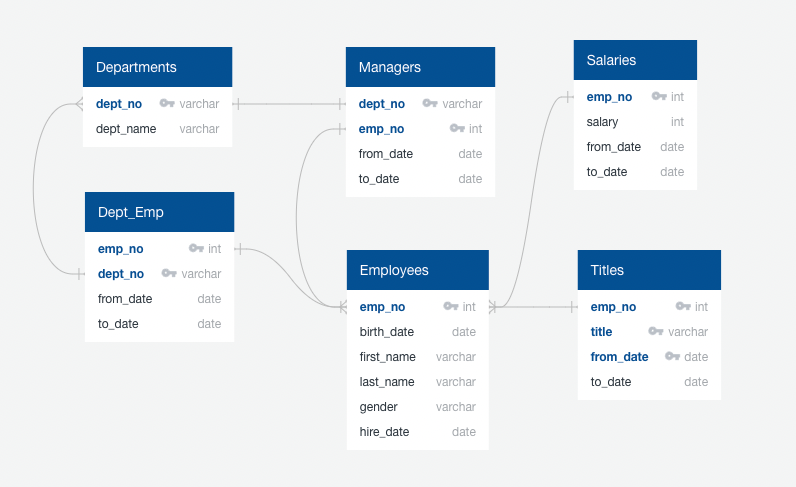 Departments
dept_no varchar
dept_name varchar
Managers
dept_no varchar
emp_no int
from_date date
to_date date
Salaries
emp_no int
salary int
from_date date
to_date date
Dept_Emp
emp_no int
dept_no varchar
from_date date
to_date date
Employees
emp_no int
birth_date date
first_name varchar
last_name varchar
gender varchar
hire_date date
Titles
emp_no int
title varchar
from_date date
to_date date